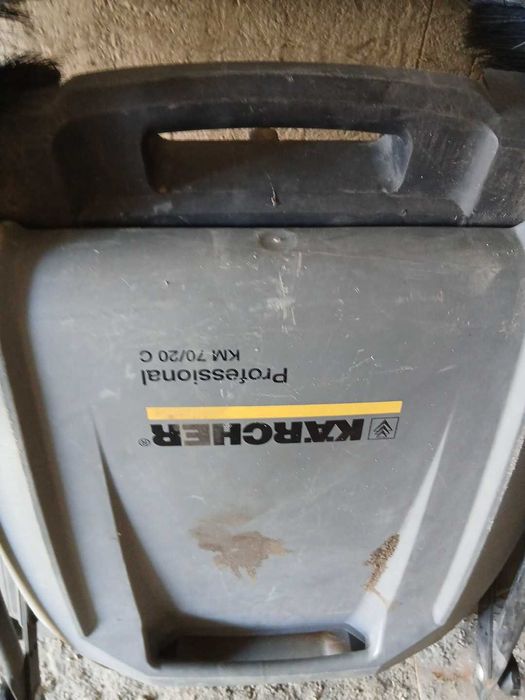 KÄRCHER®
Professional
KM 70/20 C